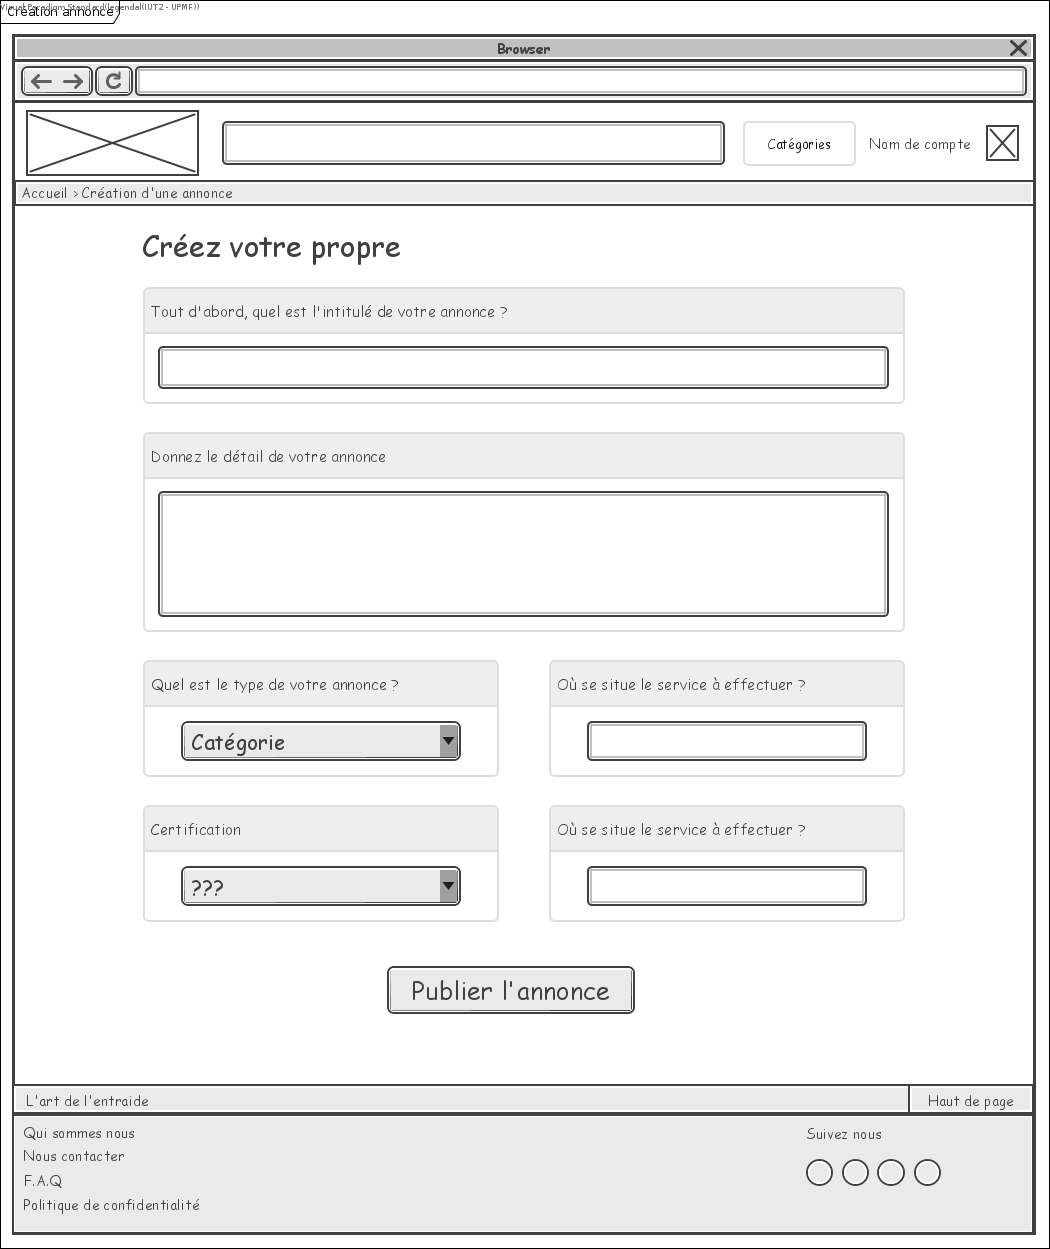 Visual Paradigm Standard(legendal(IUT2 - UPMF))
Création annonce
Browser
Catégories
Nom de compte
Accueil > Création d'une annonce
Créez votre propre
Tout d'abord, quel est l'intitulé de votre annonce ?
Donnez le détail de votre annonce
Quel est le type de votre annonce ?
Où se situe le service à effectuer ?
Catégorie
Certification
Où se situe le service à effectuer ?
???
Publier l'annonce
L'art de l'entraide
Haut de page
Qui sommes nous
Suivez nous
Nous contacter
F.A.Q
Politique de confidentialité